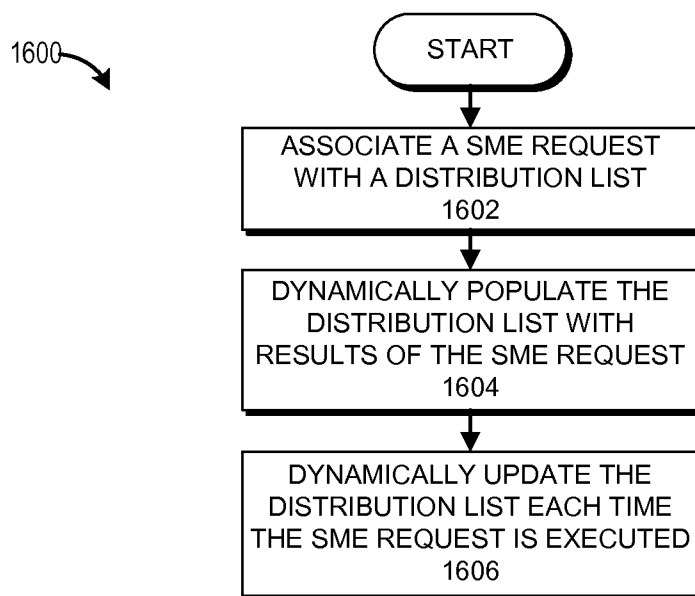 1600
START
ASSOCIATE A SME REQUEST
WITH A DISTRIBUTION LIST
1602
DYNAMICALLY POPULATE THE
DISTRIBUTION LIST WITH
RESULTS OF THE SME REQUEST
1604
DYNAMICALLY UPDATE THE
DISTRIBUTION LIST EACH TIME
THE SME REQUEST IS EXECUTED
1606